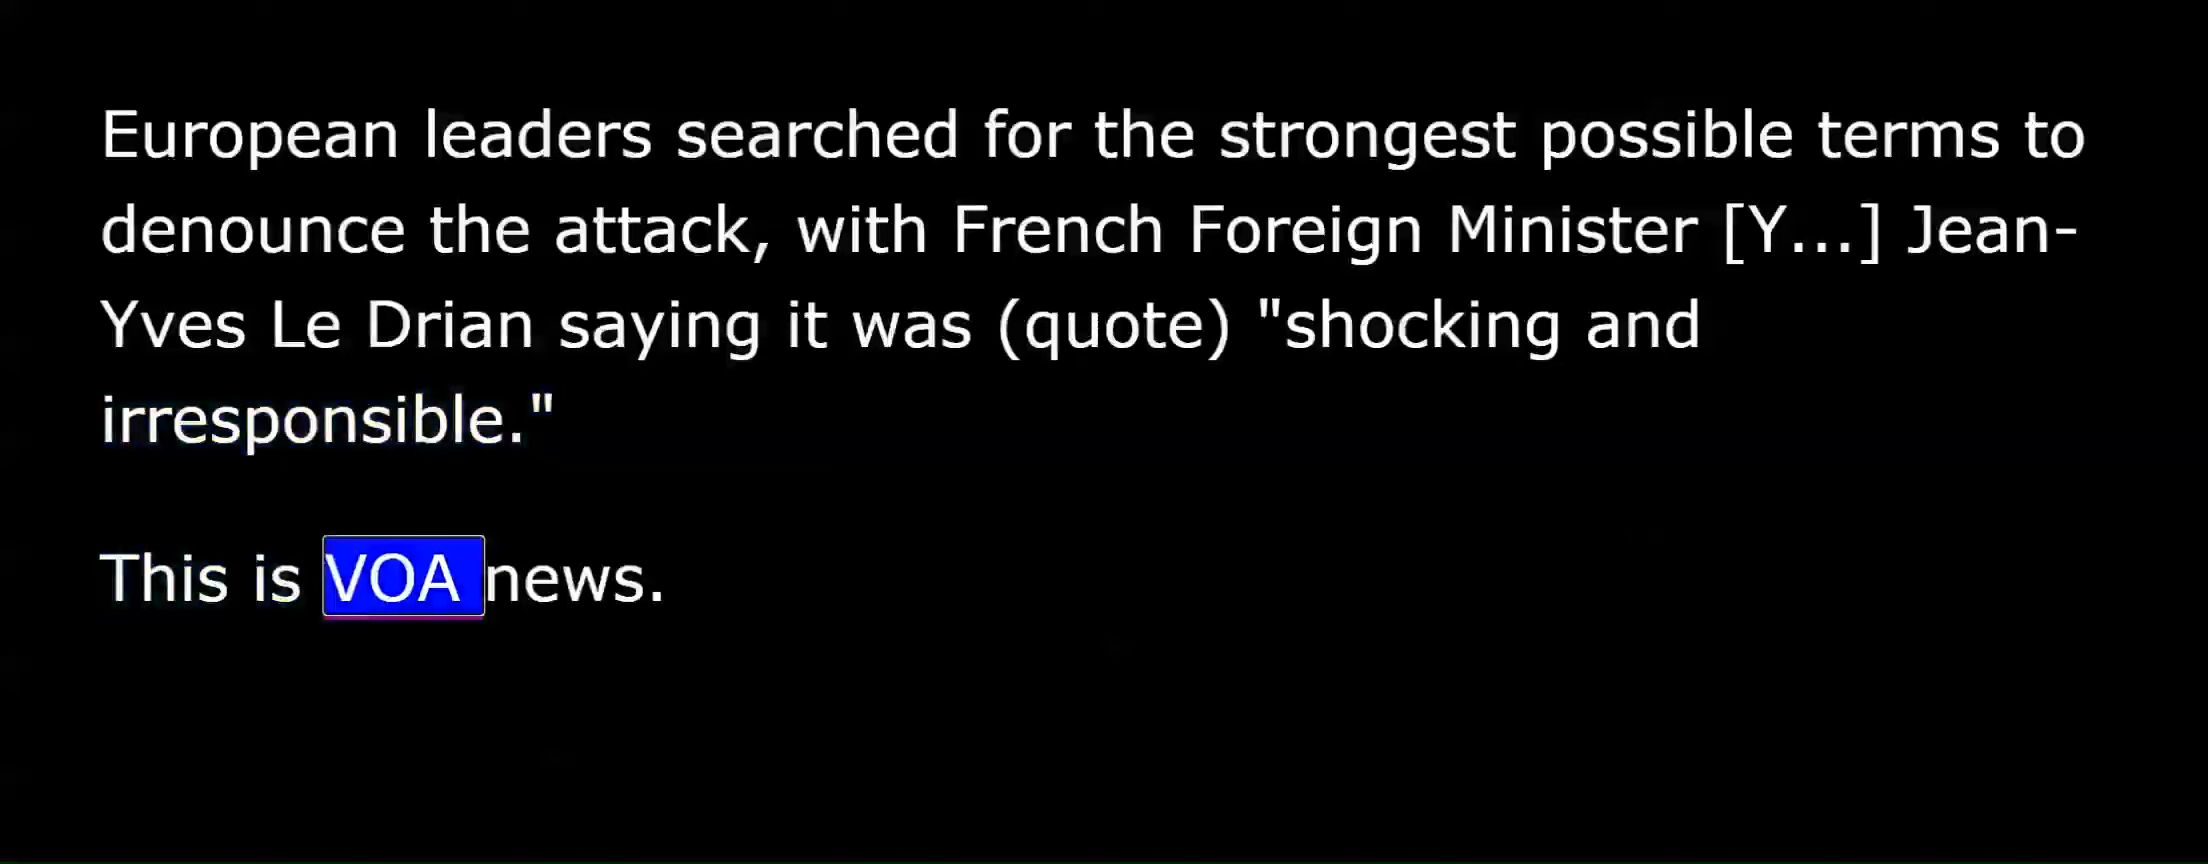 European leaders searched for the strongest possible terms to
denounce the attack, with French Foreign Minister [Y...] Jean-
Yves Le Drian saying it was (quote) "shocking and
irresponsible."
This is VOA news.